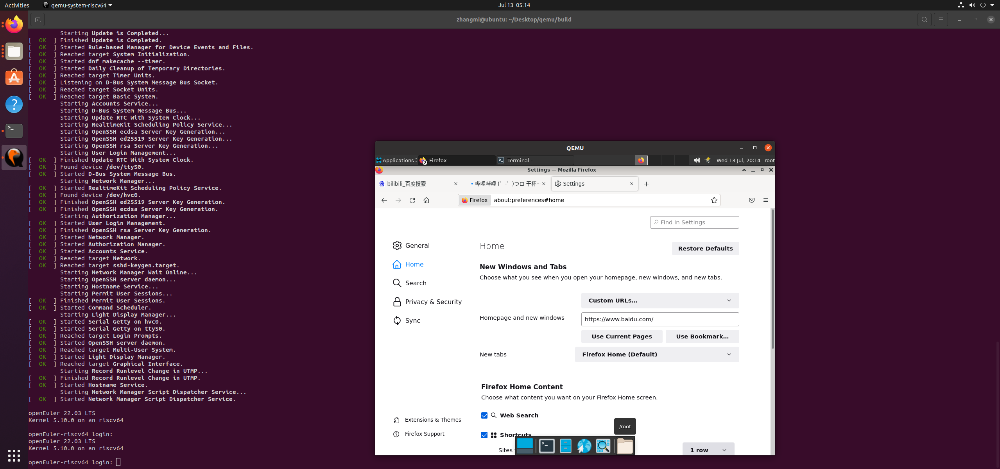 Activities
qemu-system-riscv64
Jul 13 05:14
zhangmi@ubuntu: ~/Desktop/qemu/build
Starting Update is Completed...
[ OK ] Finished Update is Completed.
[ OK ] Started Rule-based Manager for Device Events and Files.
[ OK ] Reached target System Initialization.
[ OK ] Started dnf makecache --timer.
[ OK ] Started Daily Cleanup of Temporary Directories.
[ OK ] Reached target Timer Units.
[ OK ] Listening on D-Bus System Message Bus Socket.
[ OK ] Reached target Socket Units.
[ OK ] Reached target Basic System.
Starting Accounts Service...
Starting D-Bus System Message Bus...
Starting Update RTC With System Clock...
Starting RealtimeKit Scheduling Policy Service...
Starting OpenSSH ecdsa Server Key Generation...
Starting OpenSSH ed25519 Server Key Generation...
Starting OpenSSH rsa Server Key Generation...
Starting User Login Management...
[ OK ] Finished Update RTC With System Clock.
[ OK ] Found device /dev/ttyS0.
[ OK ] Started D-Bus System Message Bus.
Starting Network Manager...
[ OK ] Started RealtimeKit Scheduling Policy Service.
[ OK ] Found device /dev/hvc0.
[ OK ] Finished OpenSSH ed25519 Server Key Generation.
[ OK ] Finished OpenSSH ecdsa Server Key Generation.
Starting Authorization Manager...
[ OK ] Started User Login Management.
[ OK ] Finished OpenSSH rsa Server Key Generation.
[ OK ] Started Network Manager.
[ OK ] Started Authorization Manager.
[ OK ] Started Accounts Service.
[ OK ] Reached target Network.
[ OK ] Reached target sshd-keygen.target.
Starting Network Manager Wait Online...
Starting OpenSSH server daemon...
Starting Hostname Service...
Starting Permit User Sessions...
[ OK ] Finished Permit User Sessions.
[ OK ] Started Command Scheduler.
Starting Light Display Manager...
[ OK ] Started Serial Getty on hvc0.
[ OK ] Started Serial Getty on ttyS0.
[ OK ] Reached target Login Prompts.
[ OK ] Started OpenSSH server daemon.
[ OK ] Reached target Multi-User System.
[ OK ] Started Light Display Manager.
[ OK ] Reached target Graphical Interface.
Starting Record Runlevel Change in UTMP...
[ OK ] Finished Record Runlevel Change in UTMP.
[ OK ] Started Hostname Service.
Starting Network Manager Script Dispatcher Service...
[ OK ] Started Network Manager Script Dispatcher Service.
openEuler 22.03 LTS
Kernel 5.10.0 on an riscv64
openEuler-riscv64 login:
openEuler 22.03 LTS
Kernel 5.10.0 on an riscv64
openEuler-riscv64 login:
QEMU
Applications
2
Firefox
Terminal -
Wed 13 Jul, 20:14
root
Settings — Mozilla Firefox
bilibili_百度搜索
哔哩哔哩 (゜-゜)つロ 干杯~
Settings
Firefox
about:preferences#home
Find in Settings
General
Home
Search
Privacy & Security
Sync
Extensions & Themes
Firefox Support
Home
Restore Defaults
New Windows and Tabs
Choose what you see when you open your homepage, new windows, and new tabs.
Custom URLs...
Homepage and new windows
https://www.baidu.com/
Use Current Pages
Use Bookmark...
New tabs
Firefox Home (Default)
Firefox Home Content
Choose what content you want on your Firefox Home screen.
Web Search
/root
Shortcuts
Sites
1 row